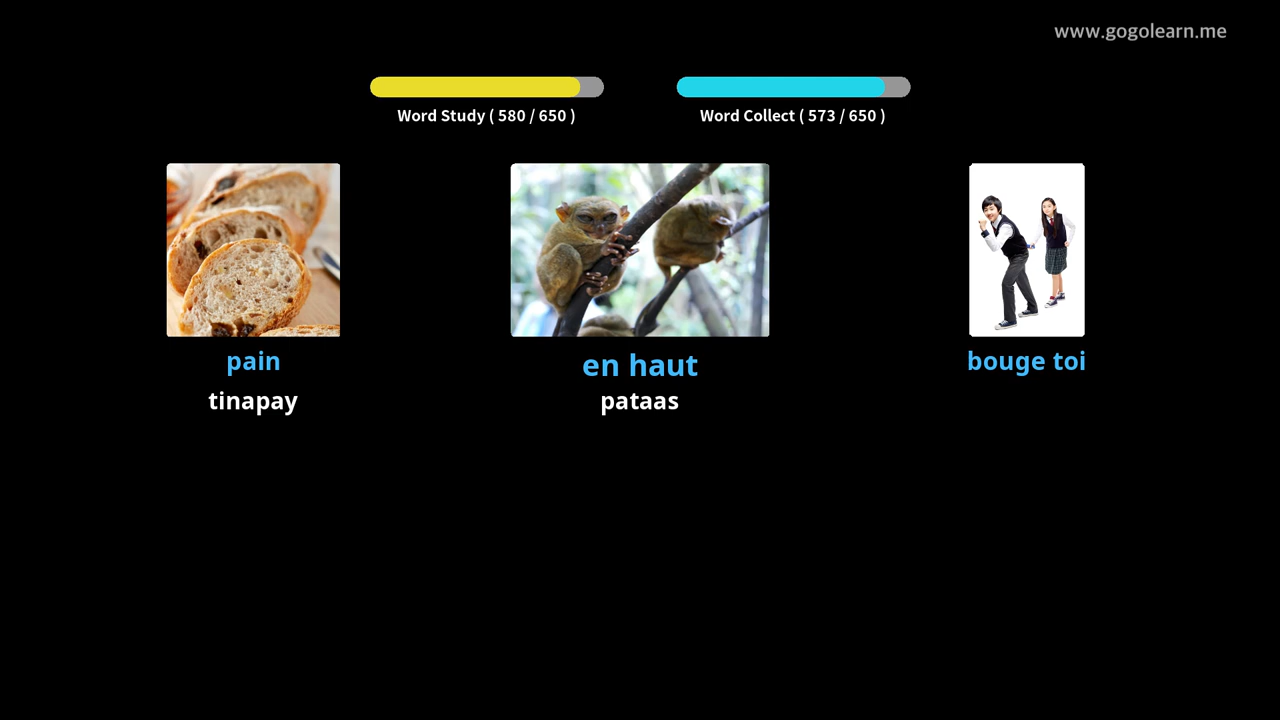 www.gogolearn.me
Word Study ( 580 / 650 )
Word Collect ( 573 / 650 )
pain
tinapay
en haut
pataas
bouge toi